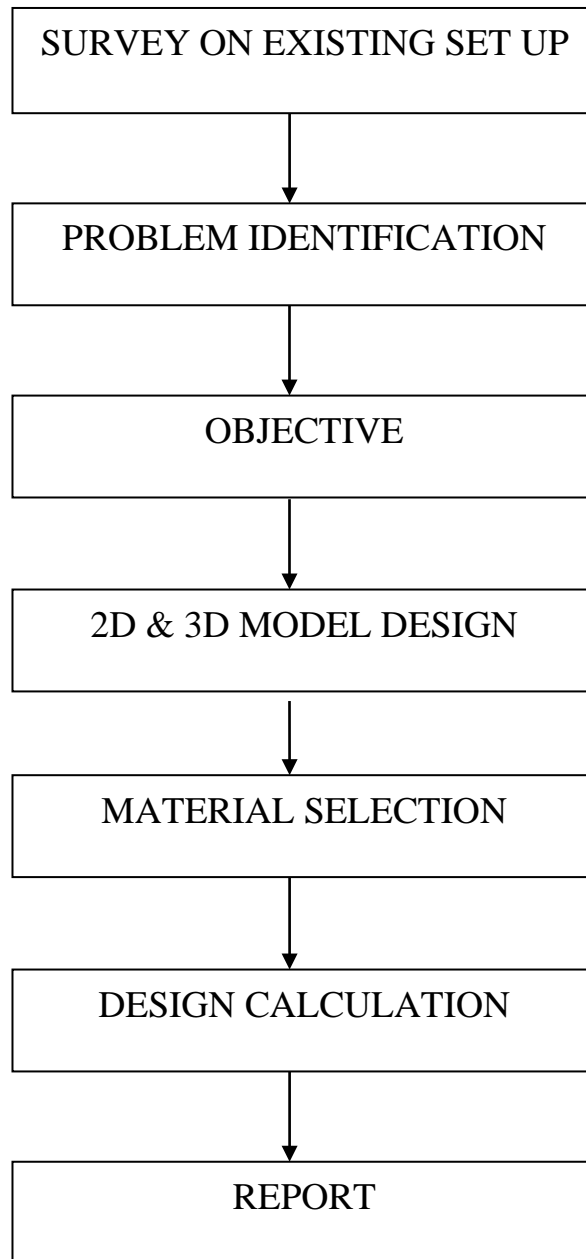 SURVEY ON EXISTING SET UP
PROBLEM IDENTIFICATION
OBJECTIVE
2D & 3D MODEL DESIGN
MATERIAL SELECTION
DESIGN CALCULATION
REPORT